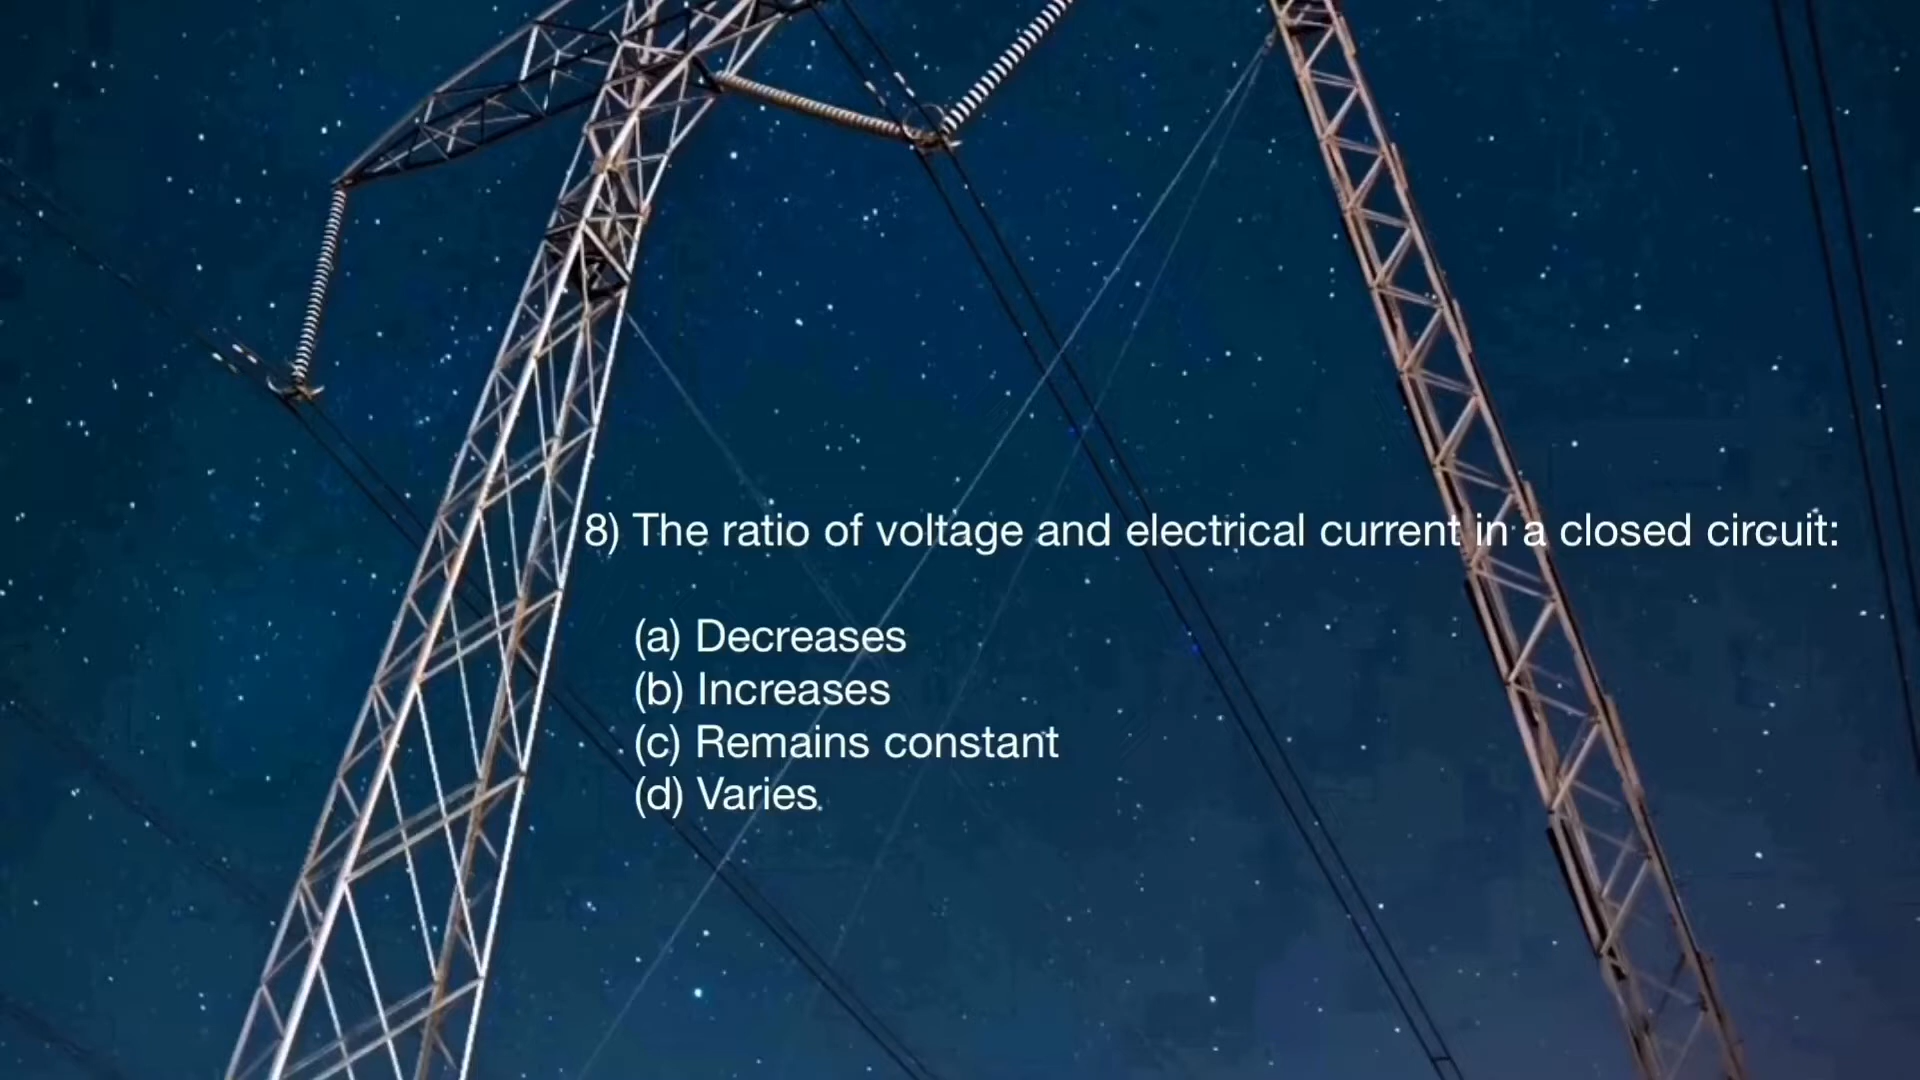 8) The ratio of voltage and electrical current in a closed circuit:
(a) Decreases
(b) Increases
(c) Remains constant
(d) Varies